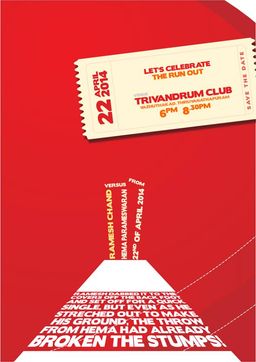 22 APRIL 2014
LET'S CELEBRATE
THE RUN OUT
VENUE
TRIVANDRUM CLUB
VAZHUTHAKAD, THIRUVANATHAPURAM
6PM 8.30PM
SAVE THE DATE
RAMESH CHAND
VERSUS
HEMA PARAMESWARAN
FROM
22ND OF APRIL 2014
RAMESH DABBED IT TO THE
COVERS OFF THE BACK FOOT
AND SET OFF FOR A QUICK
SINGLE, BUT EVEN AS HE
STRECHED OUT TO MAKE
HIS GROUND; THE THROW
FROM HEMA HAD ALREADY
BROKEN THE STUMPS!